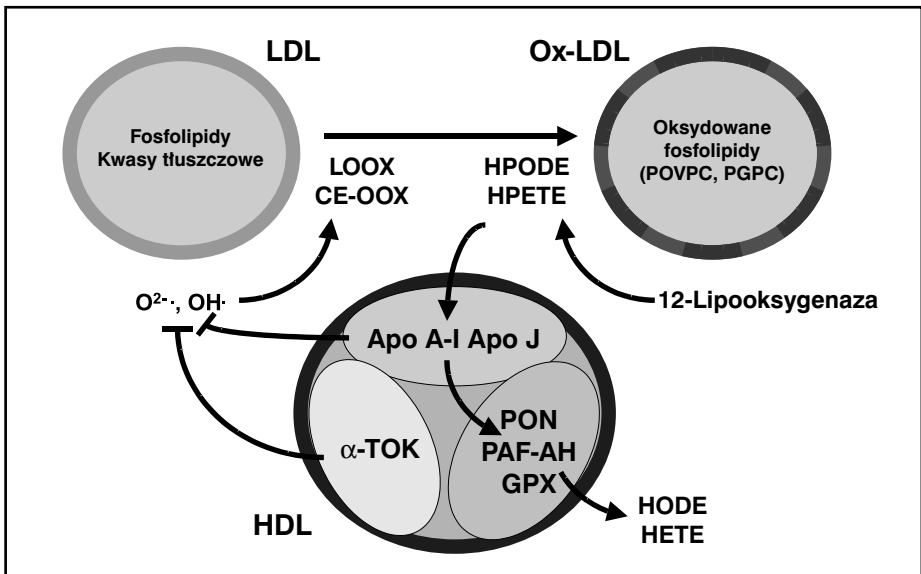 LDL
Ox-LDL
Fosfolipidy
Kwasy tłuszczowe
Oksydowane
fosfolipidy
(POVPC, PGPC)
LOOX
CE-OOX
HPODE
HPETE
O²⁻·, OH·
12-Lipooksygenaza
Apo A-I Apo J
α-TOK
PON
PAF-AH
GPX
HDL
HODE
HETE